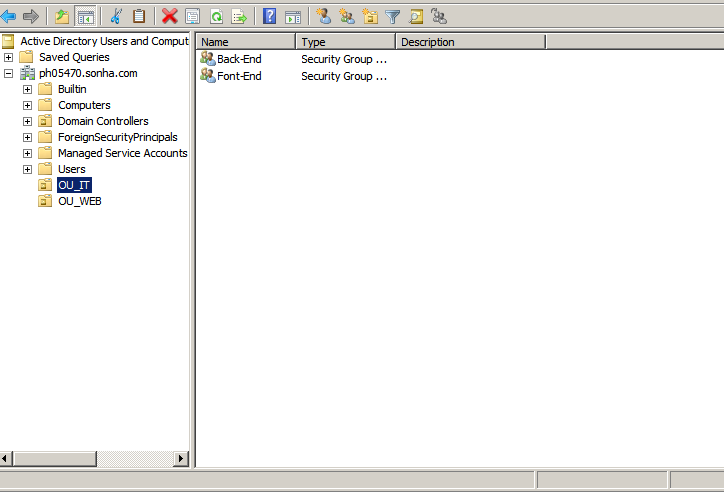 Active Directory Users and Comput
Saved Queries
ph05470.sonha.com
Builtin
Computers
Domain Controllers
ForeignSecurityPrincipals
Managed Service Accounts
Users
OU_IT
OU_WEB
Name Type Description
Back-End Security Group ...
Font-End Security Group ...